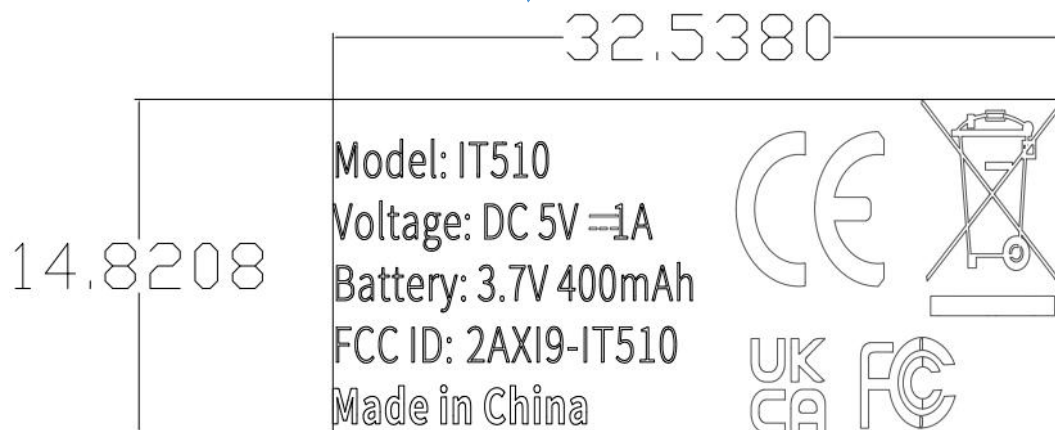 32.5380
14.8208
Model: IT510
Voltage: DC 5V ⎓1A
Battery: 3.7V 400mAh
FCC ID: 2AXI9-IT510
Made in China
CE
UK
CA
FC